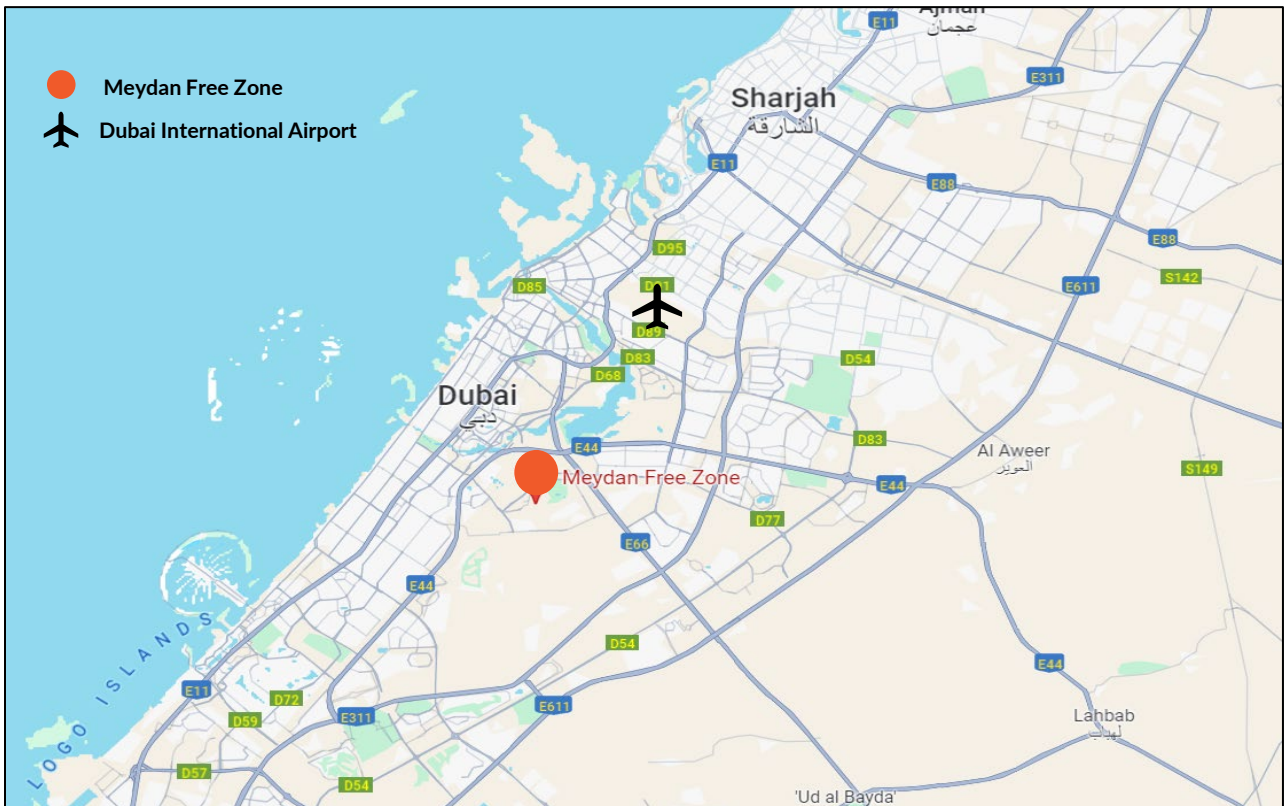 Ajman
عجمان
E11
E311
Meydan Free Zone
Dubai International Airport
Sharjah
الشارقة
E11
E88
E88
D95
S142
D85
E611
D89
D83
D54
D68
Dubai
دبي
D83
E44
Al Aweer
العوير
Meydan Free Zone
S149
E44
D77
E66
E44
LOGO ISLANDS
D54
E44
E11
D72
E611
D59
E311
Lahbab
لهباب
D57
D54
'Ud al Bayda'